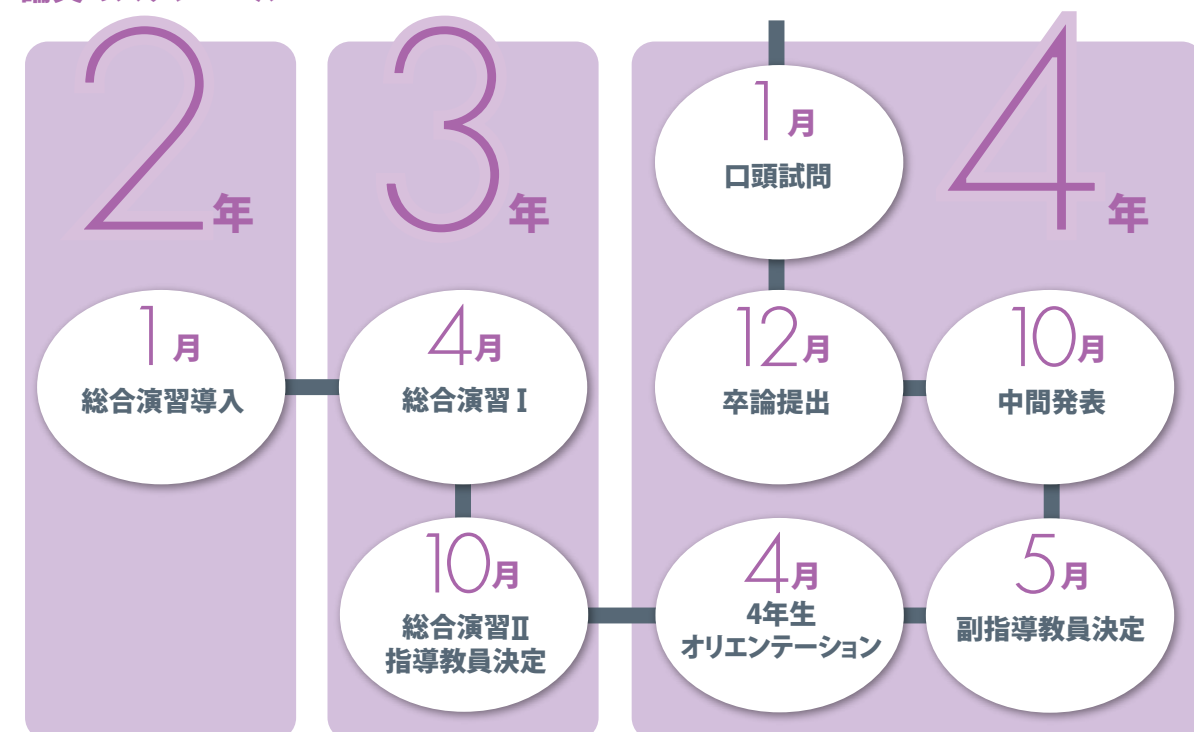 2年
1月
総合演習導入
3年
4月
総合演習Ⅰ
10月
総合演習Ⅱ
指導教員決定
4年
4月
4年生
オリエンテーション
5月
副指導教員決定
10月
中間発表
12月
卒論提出
1月
口頭試問